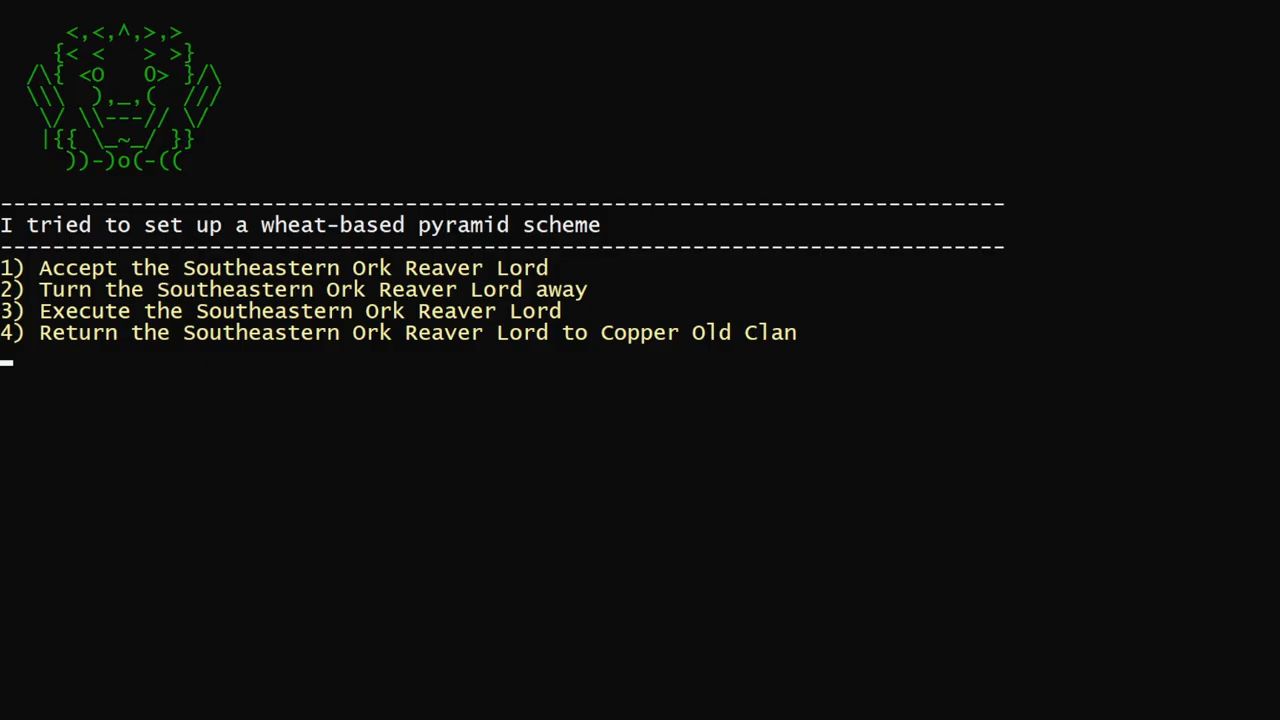 <,<,^,>,>
{< <   > >}
/\{ <O   O> }/\
\\\  ),_,(  ///
\/ \\---// \/
|{{ \_~_/ }}
))-)o(-((
-----------------------------------------------------------------------------
I tried to set up a wheat-based pyramid scheme
-----------------------------------------------------------------------------
1) Accept the Southeastern Ork Reaver Lord
2) Turn the Southeastern Ork Reaver Lord away
3) Execute the Southeastern Ork Reaver Lord
4) Return the Southeastern Ork Reaver Lord to Copper Old Clan